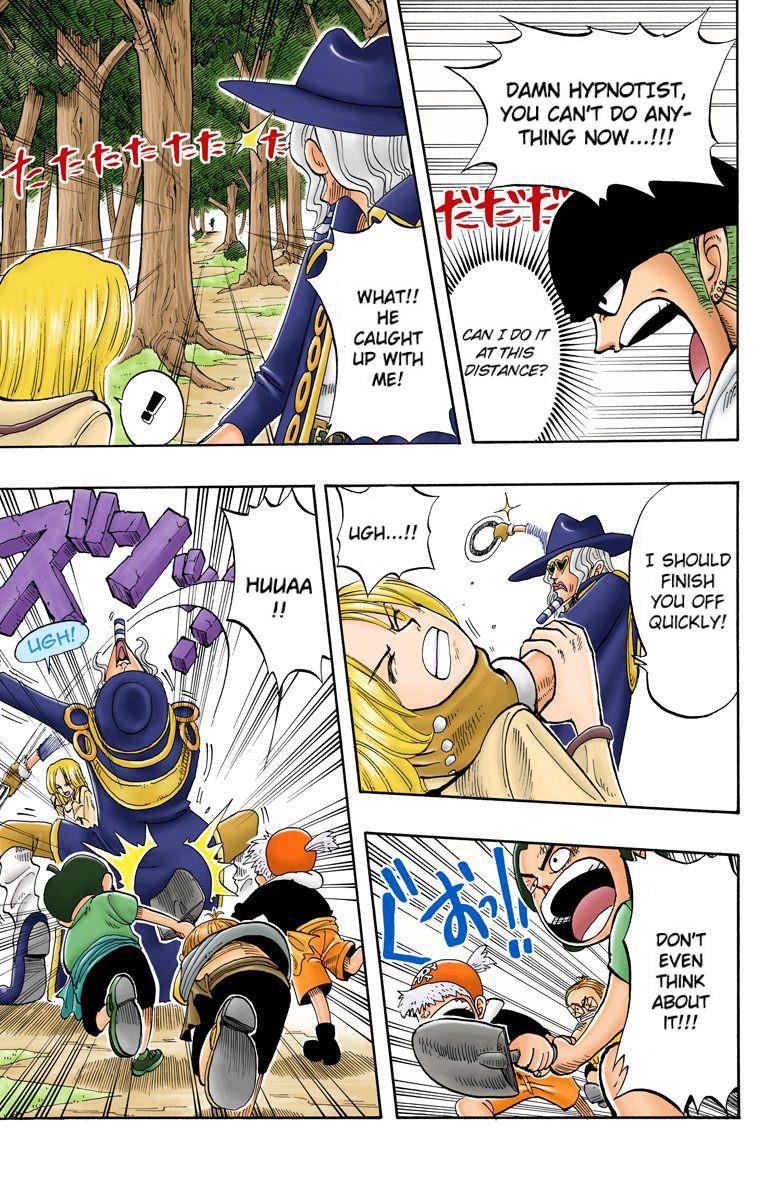 DAMN HYPNOTIST,
YOU CAN'T DO ANY-
THING NOW...!!!
だだだ
CAN I DO IT
AT THIS
DISTANCE?
たたたたたたた
WHAT!!
HE
CAUGHT
UP WITH
ME!
!
UGH...!!
I SHOULD
FINISH
YOU OFF
QUICKLY!
HUUAA
!!
ズン
UGH!
DON'T
EVEN
THINK
ABOUT
IT!!!
ぐおっ!!